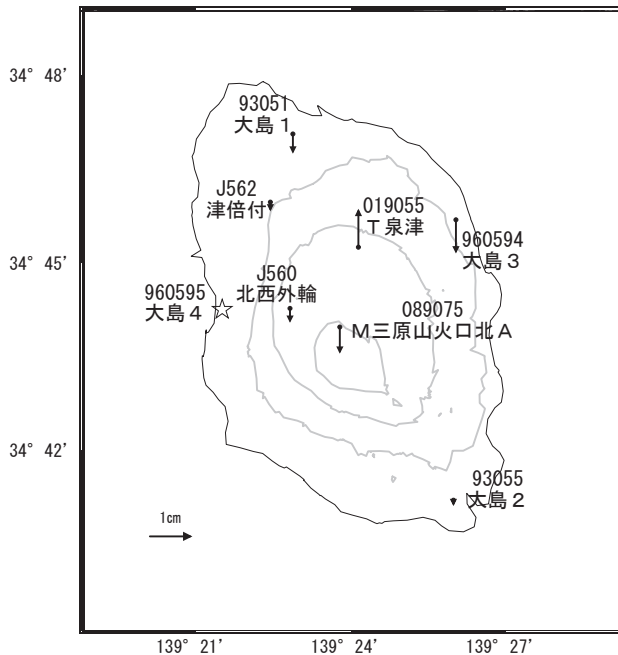 34° 48′
93051
大島１
J562
津倍付
019055
Ｔ泉津
34° 45′
960594
大島３
J560
北西外輪
960595
大島４
089075
Ｍ三原山火口北Ａ
34° 42′
93055
大島２
1cm
139° 21′
139° 24′
139° 27′